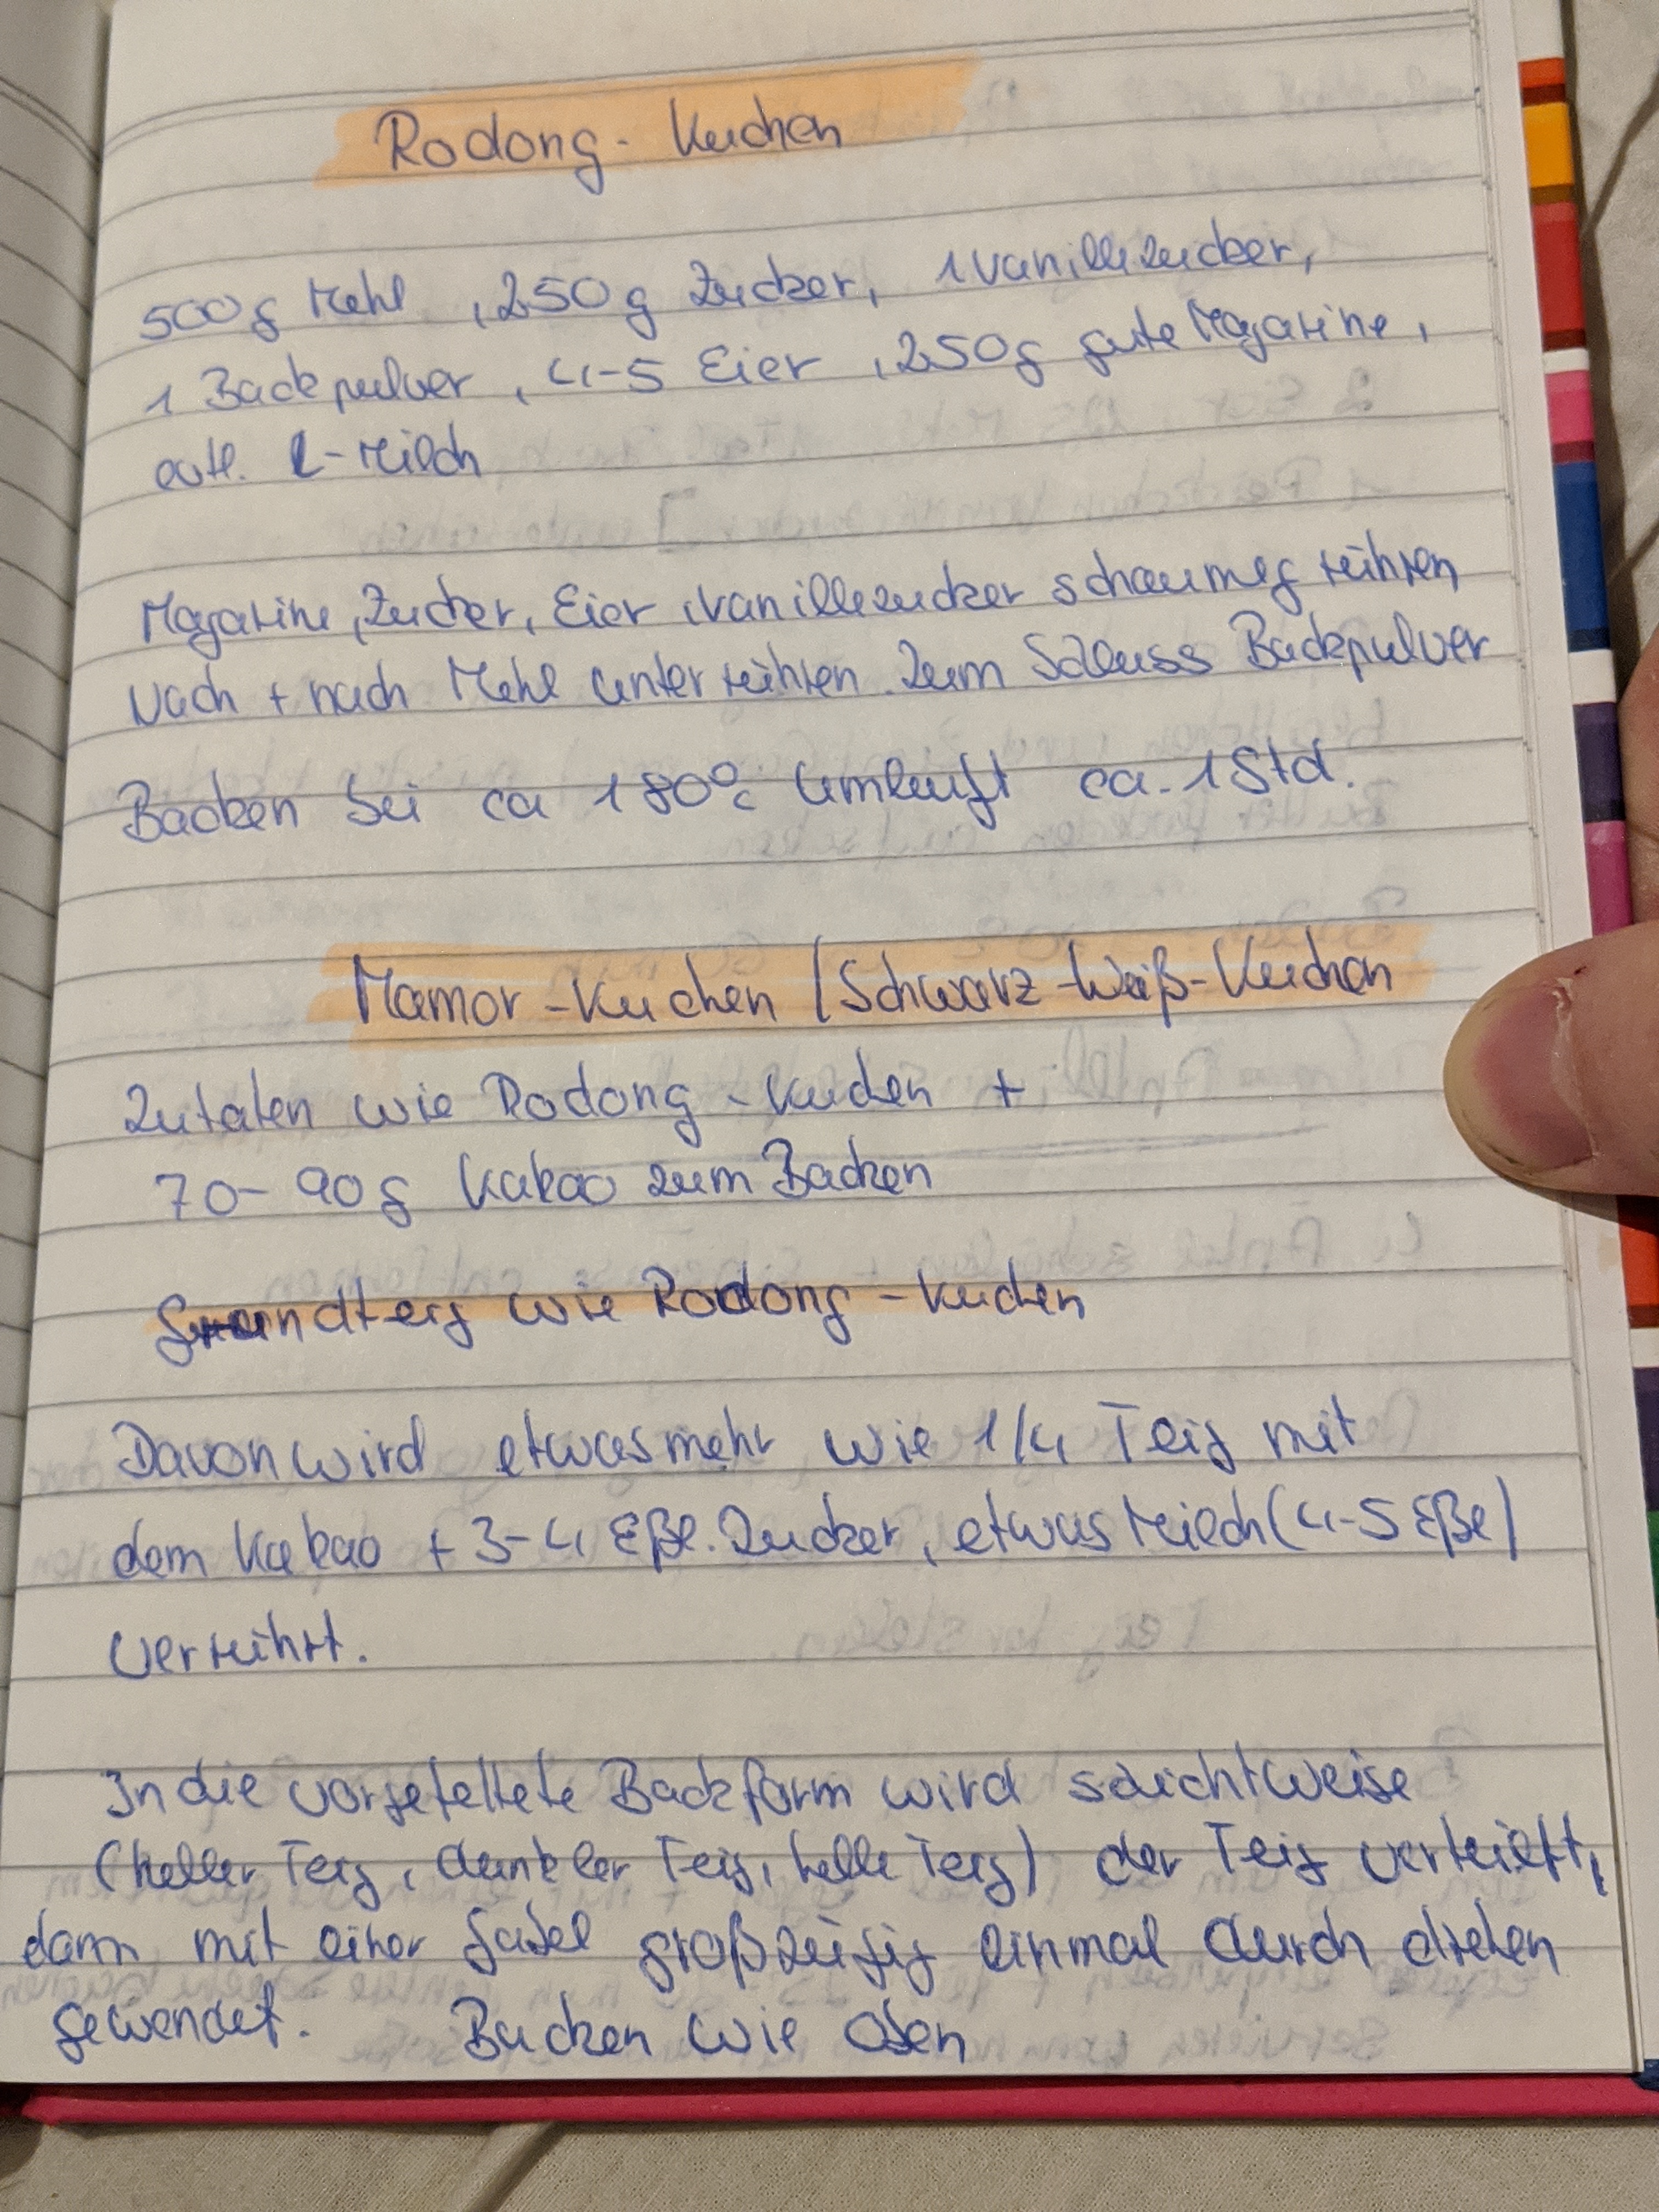 Rodong- Kuchen
500g Mehl, 250g Zucker, 1 Vanillezucker,
1 Backpulver, 4-5 Eier, 250g gute Magarine,
evtl. L-Milch
Magarine, Zucker, Eier, Vanillezucker schaumig rühren
Nach + nach Mehl unterrühren. Zum Schluss Backpulver
Backen bei ca 180°C Umluft ca. 1 Std.
Mamor-Kuchen / Schwarz-Weiß-Kuchen
Zutaten wie Rodong-Kuchen +
70-90g Kakao zum Backen
Grundteig wie Rodong-Kuchen
Davon wird etwas mehr wie 1/4 Teig mit
dem Kakao + 3-4 Eßl. Zucker, etwas Milch (4-5 Eßl)
verrührt.
In die vorgefettete Backform wird schichtweise
(heller Teig, dunkler Teig, helle Teig) der Teig verteilt,
dann mit einer Gabel großzügig einmal durch drehen
gewendet. Backen wie oben